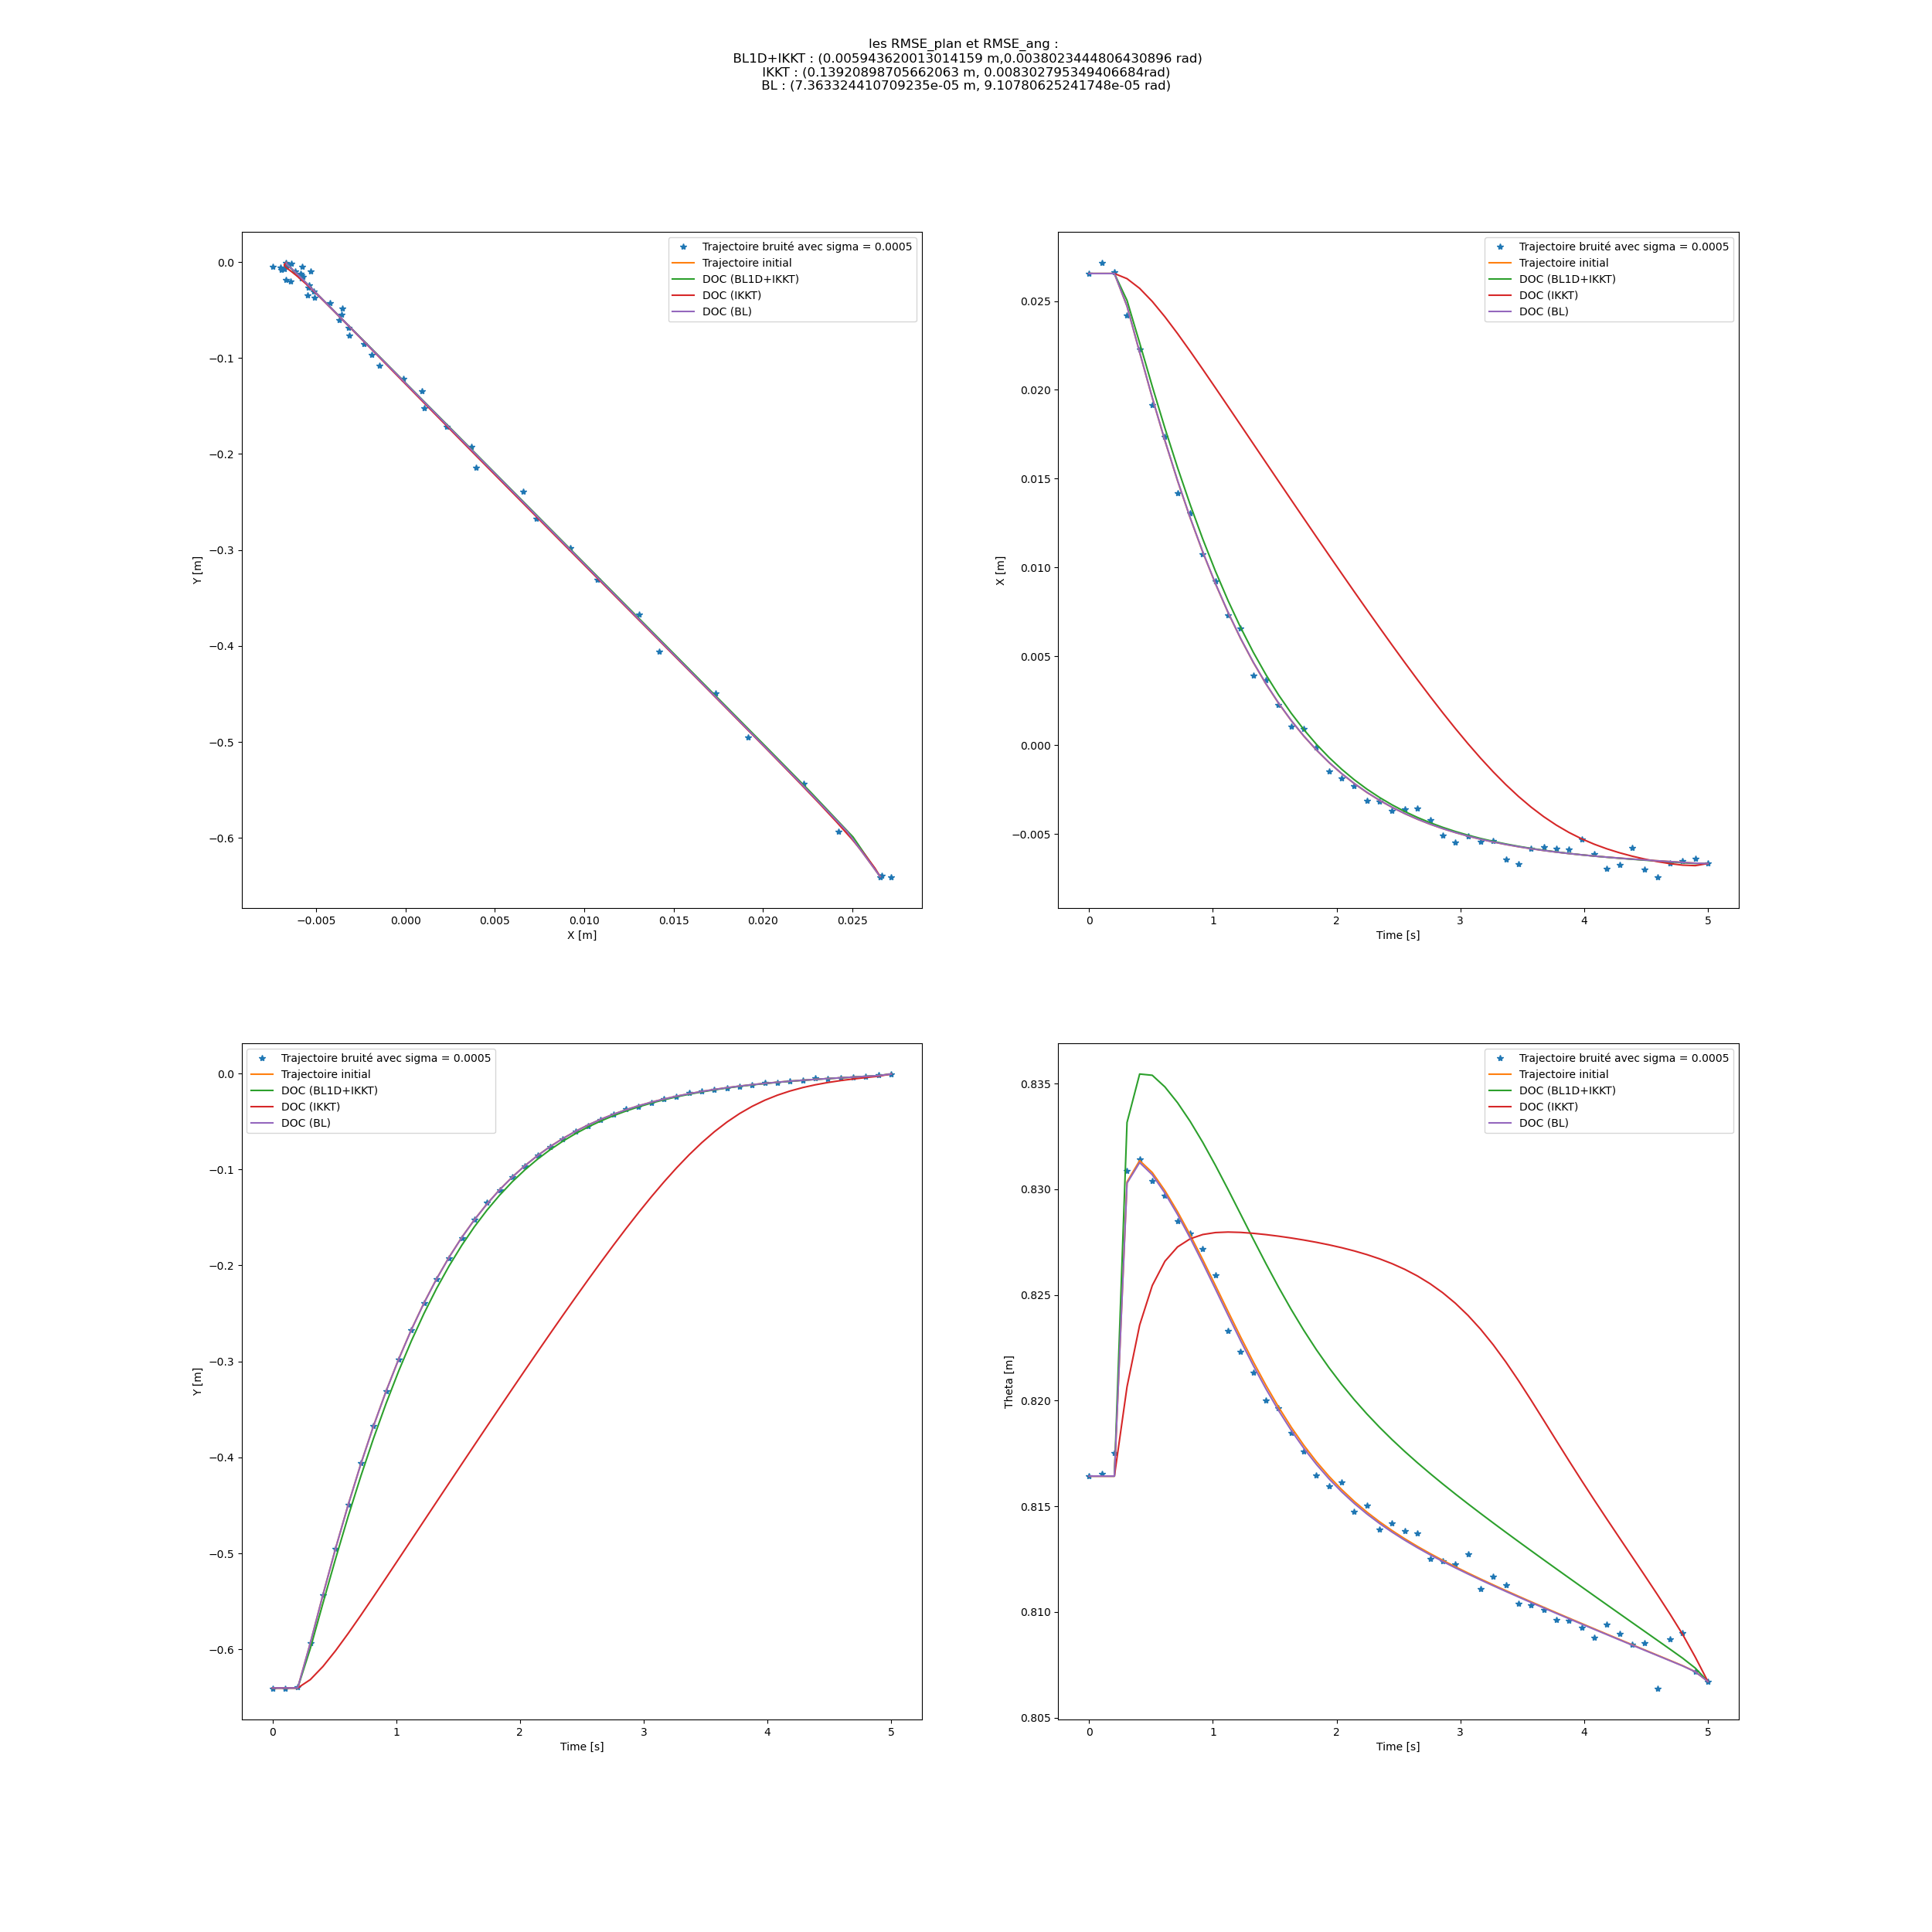 les RMSE_plan et RMSE_ang :
BL1D+IKKT : (0.005943620013014159 m,0.0038023444806430896 rad)
IKKT : (0.13920898705662063 m, 0.008302795349406684rad)
BL : (7.363324410709235e-05 m, 9.10780625241748e-05 rad)
Trajectoire bruité avec sigma = 0.0005
Trajectoire initial
DOC (BL1D+IKKT)
DOC (IKKT)
DOC (BL)
0.0
−0.1
−0.2
−0.3
−0.4
−0.5
−0.6
Y [m]
−0.005 0.000 0.005 0.010 0.015 0.020 0.025
X [m]
Trajectoire bruité avec sigma = 0.0005
Trajectoire initial
DOC (BL1D+IKKT)
DOC (IKKT)
DOC (BL)
0.025
0.020
0.015
0.010
0.005
0.000
−0.005
X [m]
0 1 2 3 4 5
Time [s]
Trajectoire bruité avec sigma = 0.0005
Trajectoire initial
DOC (BL1D+IKKT)
DOC (IKKT)
DOC (BL)
0.0
−0.1
−0.2
−0.3
−0.4
−0.5
−0.6
Y [m]
0 1 2 3 4 5
Time [s]
Trajectoire bruité avec sigma = 0.0005
Trajectoire initial
DOC (BL1D+IKKT)
DOC (IKKT)
DOC (BL)
0.835
0.830
0.825
0.820
0.815
0.810
0.805
Theta [m]
0 1 2 3 4 5
Time [s]